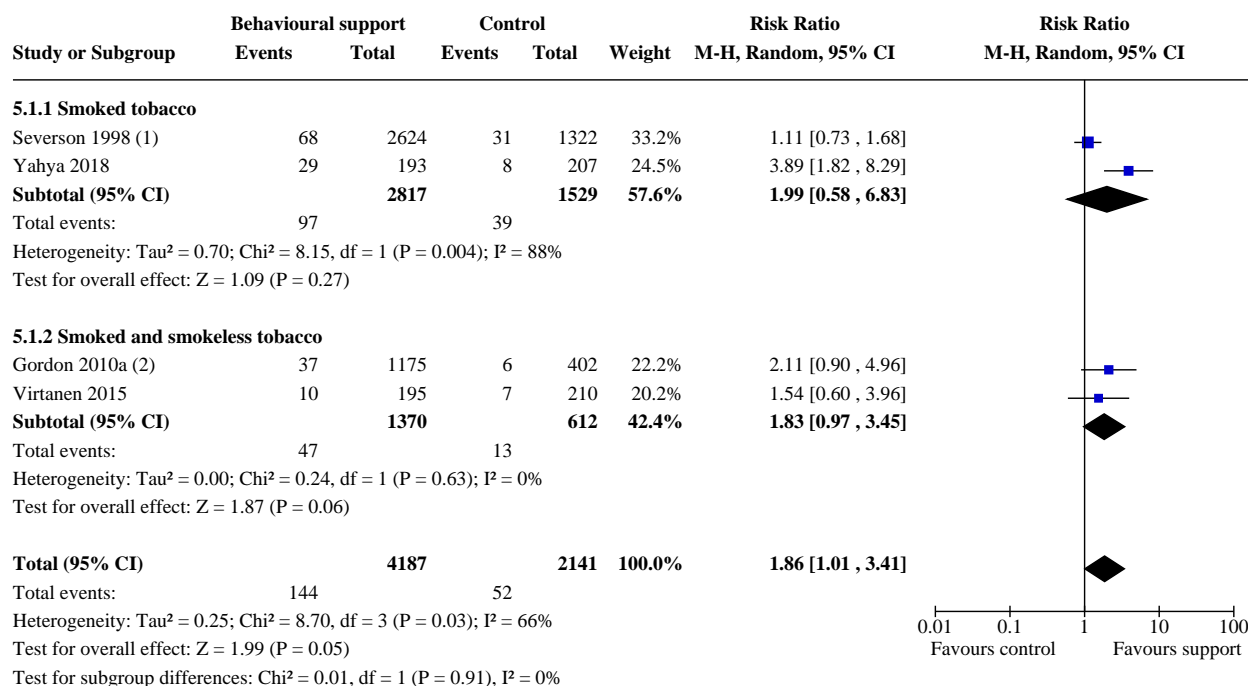 Behavioural support Control Risk Ratio Risk Ratio
Study or Subgroup Events Total Events Total Weight M-H, Random, 95% CI M-H, Random, 95% CI
5.1.1 Smoked tobacco
Severson 1998 (1) 68 2624 31 1322 33.2% 1.11 [0.73 , 1.68]
Yahya 2018 29 193 8 207 24.5% 3.89 [1.82 , 8.29]
Subtotal (95% CI) 2817 1529 57.6% 1.99 [0.58 , 6.83]
Total events: 97 39
Heterogeneity: Tau² = 0.70; Chi² = 8.15, df = 1 (P = 0.004); I² = 88%
Test for overall effect: Z = 1.09 (P = 0.27)
5.1.2 Smoked and smokeless tobacco
Gordon 2010a (2) 37 1175 6 402 22.2% 2.11 [0.90 , 4.96]
Virtanen 2015 10 195 7 210 20.2% 1.54 [0.60 , 3.96]
Subtotal (95% CI) 1370 612 42.4% 1.83 [0.97 , 3.45]
Total events: 47 13
Heterogeneity: Tau² = 0.00; Chi² = 0.24, df = 1 (P = 0.63); I² = 0%
Test for overall effect: Z = 1.87 (P = 0.06)
Total (95% CI) 4187 2141 100.0% 1.86 [1.01 , 3.41]
Total events: 144 52
Heterogeneity: Tau² = 0.25; Chi² = 8.70, df = 3 (P = 0.03); I² = 66%
Test for overall effect: Z = 1.99 (P = 0.05)
Test for subgroup differences: Chi² = 0.01, df = 1 (P = 0.91), I² = 0%
0.01 0.1 1 10 100
Favours control Favours support